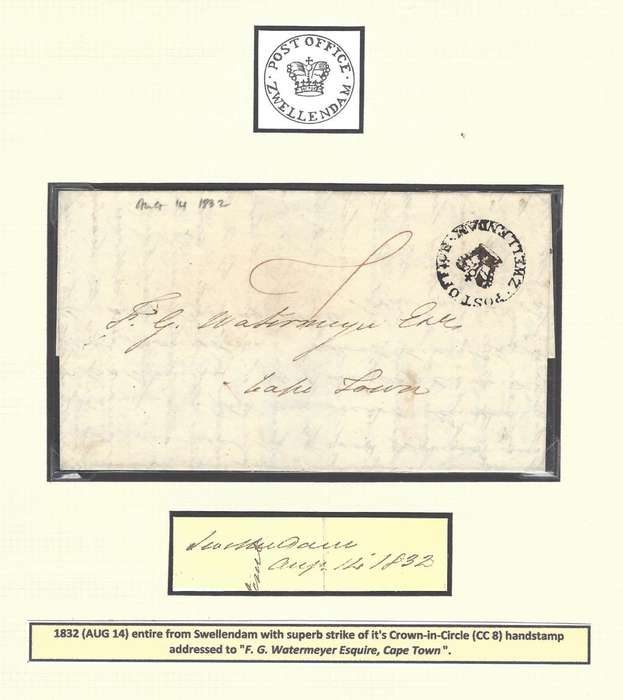 · POST OFFICE ·
ZWELLENDAM
Aug 14 1832
POST OFFICE · ZWELLENDAM ·
7
F. G. Watermeyer Esqre
Cape Town
Swellendam
Aug. 14 1832
1832 (AUG 14) entire from Swellendam with superb strike of it's Crown-in-Circle (CC 8) handstamp
addressed to "F. G. Watermeyer Esquire, Cape Town".